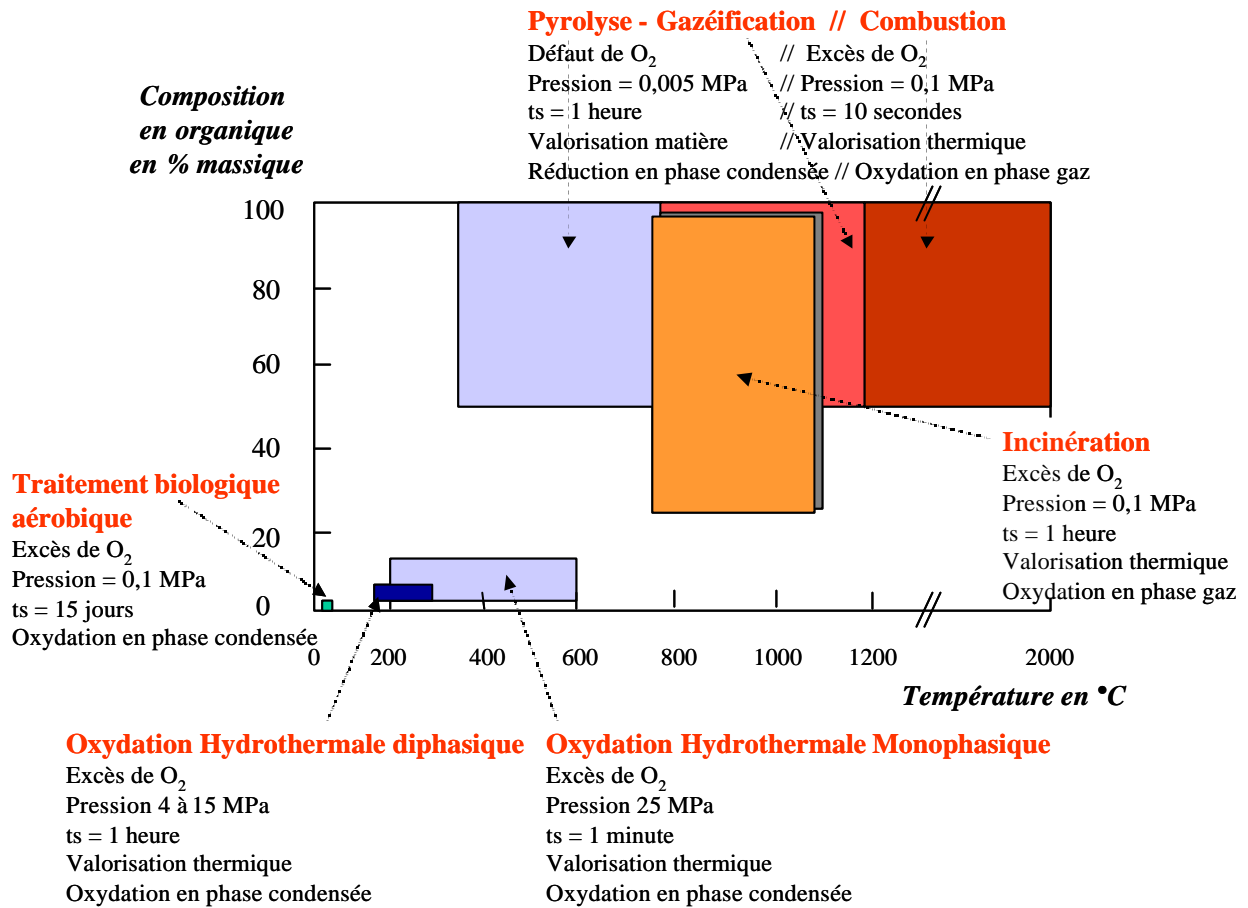 Pyrolyse - Gazéification // Combustion
Défaut de O2 // Excès de O2
Pression = 0,005 MPa // Pression = 0,1 MPa
ts = 1 heure // ts = 10 secondes
Valorisation matière // Valorisation thermique
Réduction en phase condensée // Oxydation en phase gaz
Composition
en organique
en % massique
100
80
60
40
20
0
Incinération
Excès de O2
Pression = 0,1 MPa
ts = 1 heure
Valorisation thermique
Oxydation en phase gaz
Traitement biologique
aérobique
Excès de O2
Pression = 0,1 MPa
ts = 15 jours
Oxydation en phase condensée
0 200 400 600 800 1000 1200 2000
Température en °C
Oxydation Hydrothermale diphasique
Excès de O2
Pression 4 à 15 MPa
ts = 1 heure
Valorisation thermique
Oxydation en phase condensée
Oxydation Hydrothermale Monophasique
Excès de O2
Pression 25 MPa
ts = 1 minute
Valorisation thermique
Oxydation en phase condensée